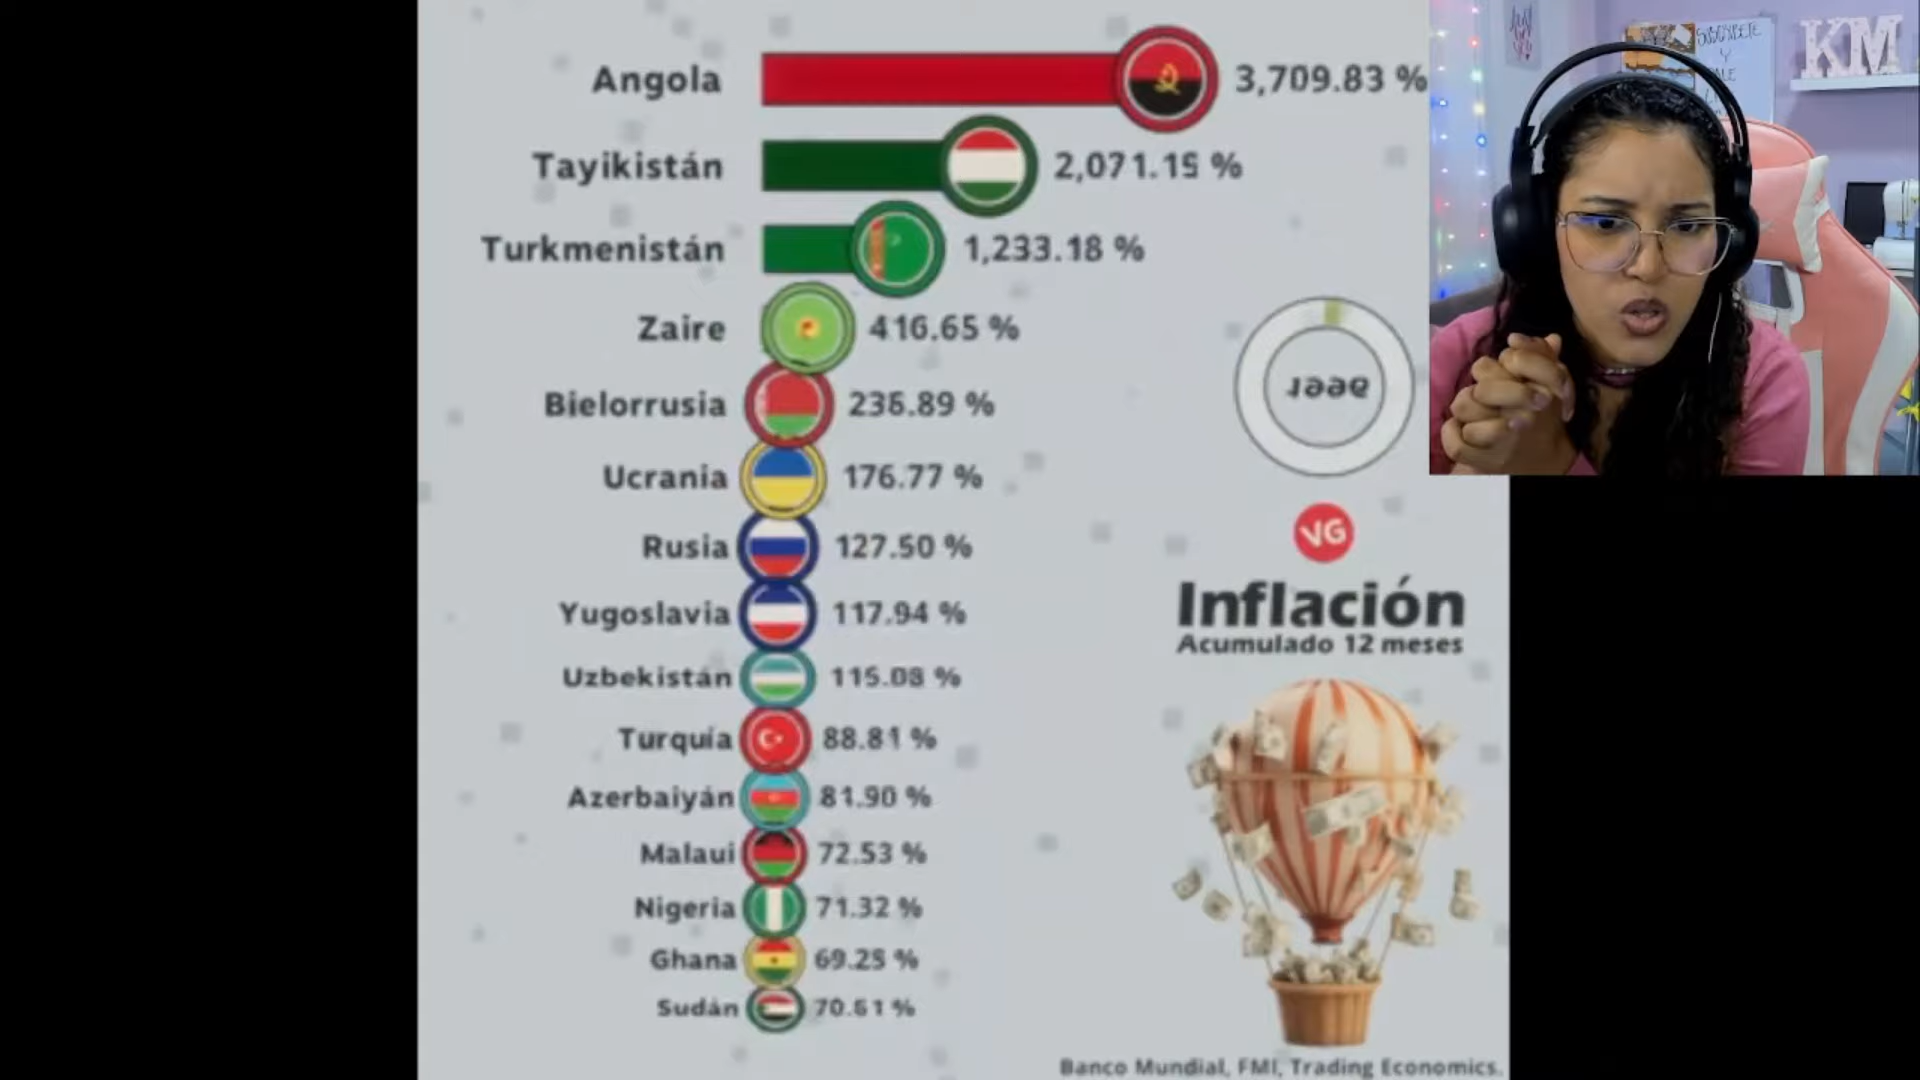 Angola 3,709.83 %
Tayikistán 2,071.15 %
Turkmenistán 1,233.18 %
Zaire 416.65 %
Bielorrusia 236.89 %
Ucrania 176.77 %
Rusia 127.50 %
Yugoslavia 117.94 %
Uzbekistán 115.08 %
Turquía 88.81 %
Azerbaiyán 81.90 %
Malaui 72.53 %
Nigeria 71.32 %
Ghana 69.25 %
Sudán 70.61 %
VG
Inflación
Acumulado 12 meses
Banco Mundial, FMI, Trading Economics.
SUSCRIBETE
Y
KM